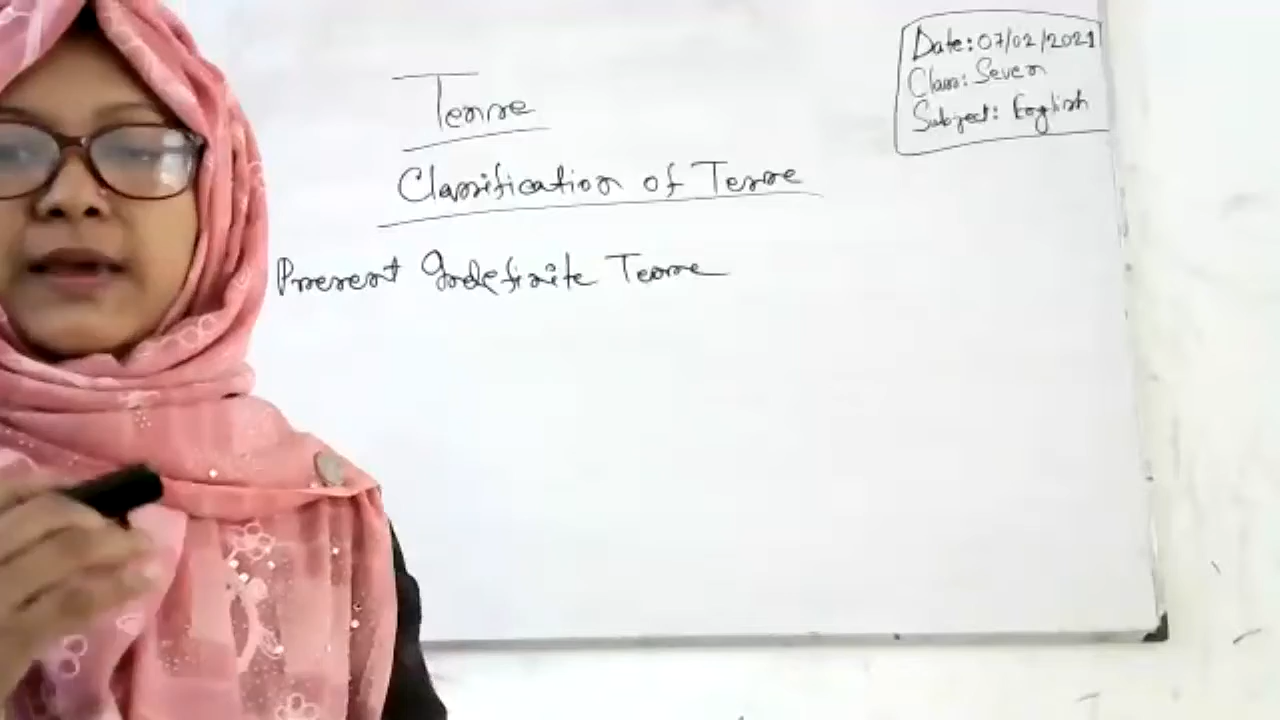 Tense
Classification of Tense
Present Indefinite Tense
Date: 07/02/2021
Class: Seven
Subject: English